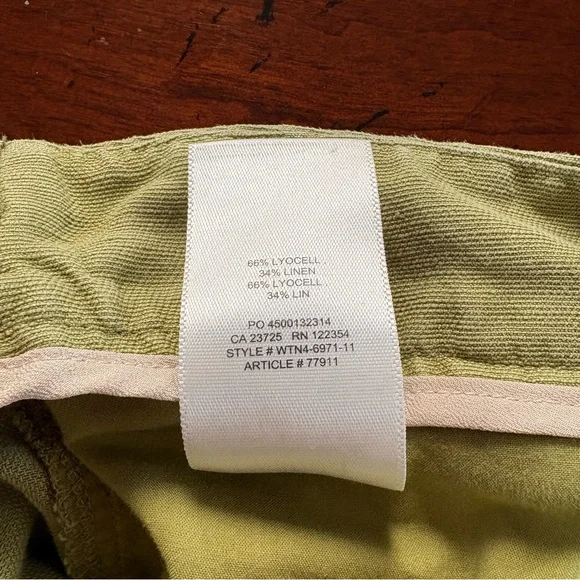 66% LYOCELL
34% LINEN
66% LYOCELL
34% LIN
PO 4500132314
CA 23725 RN 122354
STYLE # WTN4-6971-11
ARTICLE # 77911